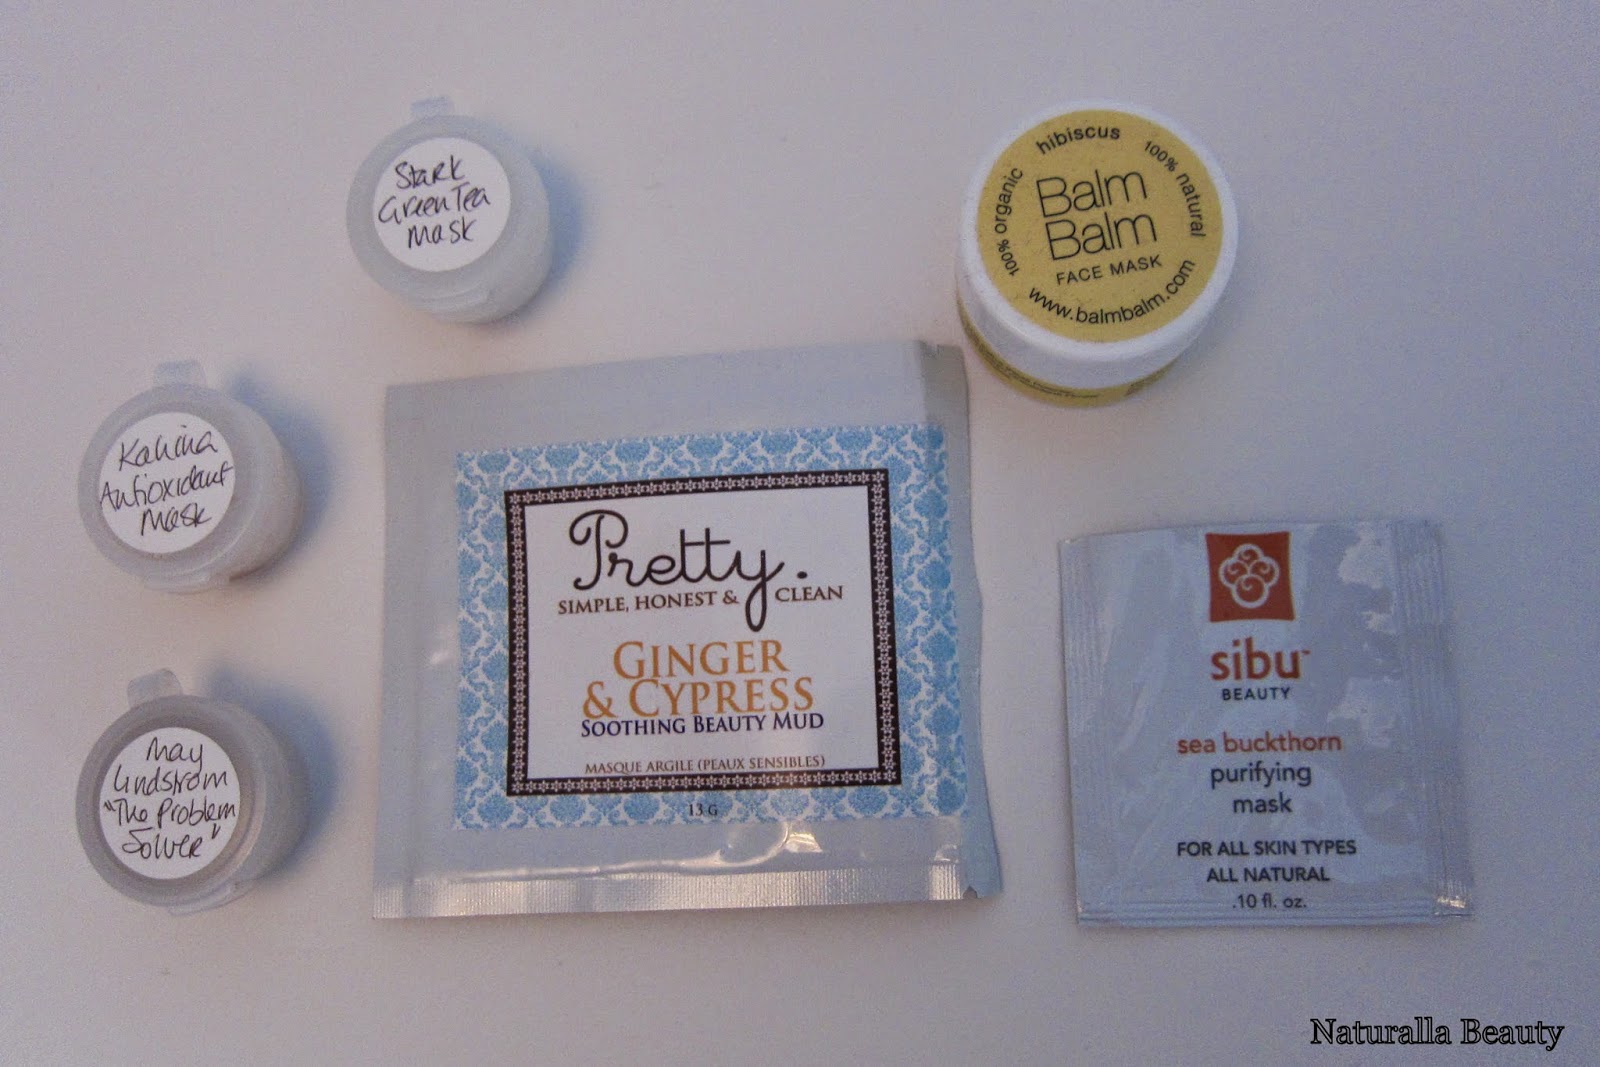 Stark
Green Tea
Mask
hibiscus
100% organic
100% natural
Balm
Balm
FACE MASK
www.balmbalm.com
Kahina
Antioxidant
Mask
Pretty.
SIMPLE, HONEST & CLEAN
GINGER
& CYPRESS
SOOTHING BEAUTY MUD
MASQUE ARGILE (PEAUX SENSIBLES)
13 G
sibu™
BEAUTY
sea buckthorn
purifying
mask
FOR ALL SKIN TYPES
ALL NATURAL
.10 fl. oz.
May
Lindstrom
"The Problem
Solver"
Naturalla Beauty